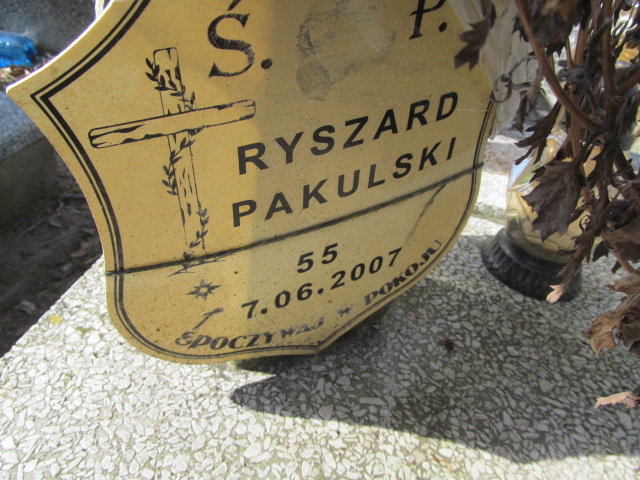 Ś. P.
RYSZARD
PAKULSKI
55
7.06.2007
SPOCZYWAJ W POKOJU